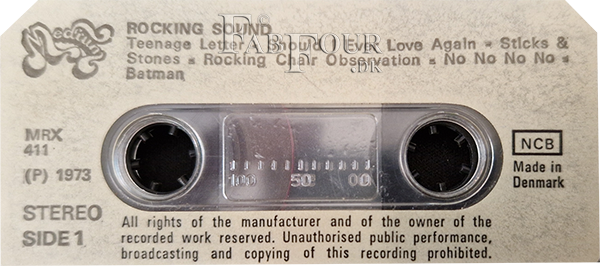 Medium
ROCKING SOUND
Teenage Letter • I Should Ever Love Again • Sticks &
Stones • Rocking Chair Observation • No No No No •
Batman
FABFOUR
.DK
MRX
411
(P) 1973
STEREO
SIDE 1
100 50 00
NCB
Made in
Denmark
All rights of the manufacturer and of the owner of the
recorded work reserved. Unauthorised public performance,
broadcasting and copying of this recording prohibited.